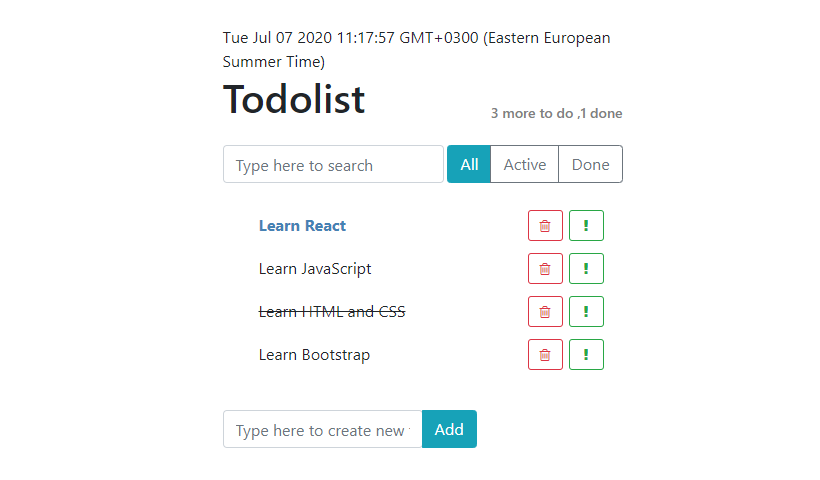 Tue Jul 07 2020 11:17:57 GMT+0300 (Eastern European
Summer Time)
Todolist
3 more to do ,1 done
Type here to search
All Active Done
Learn React !
Learn JavaScript !
Learn HTML and CSS !
Learn Bootstrap !
Type here to create new Add